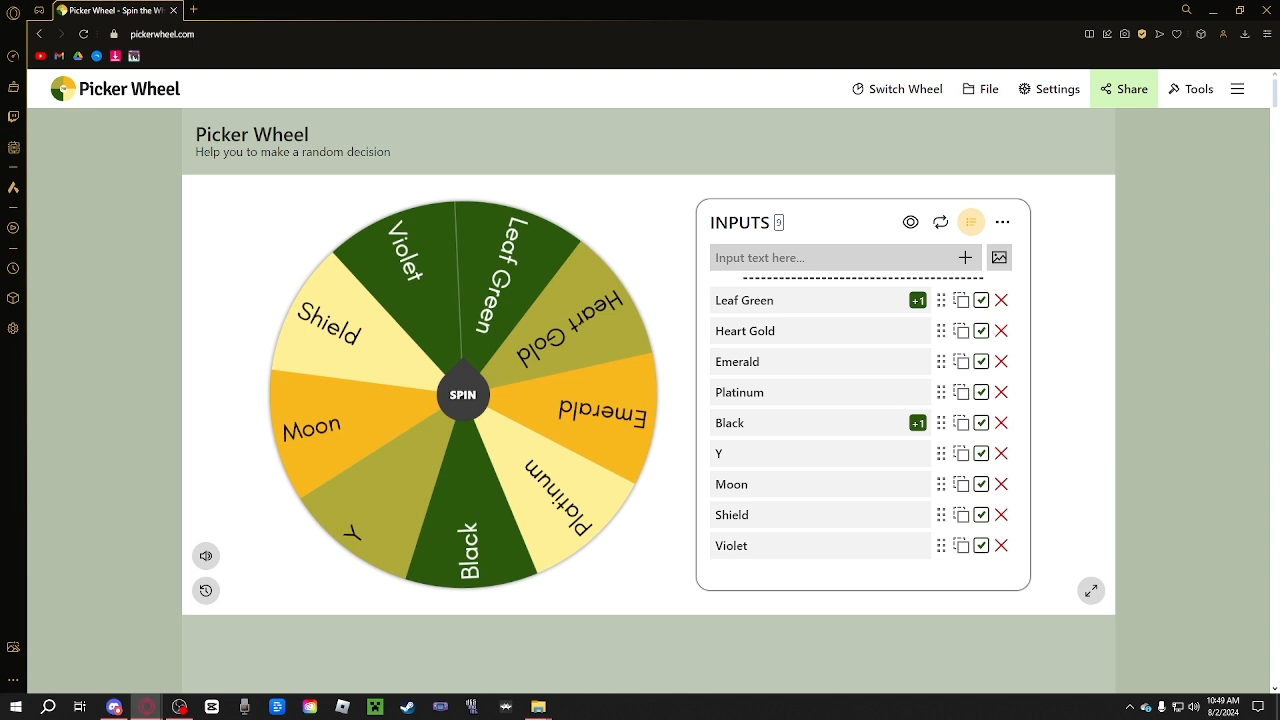 Picker Wheel - Spin the Wh
pickerwheel.com
Picker Wheel
Switch Wheel
File
Settings
Share
Tools
Picker Wheel
Help you to make a random decision
Leaf Green
Heart Gold
Emerald
Platinum
Black
Y
Moon
Shield
Violet
SPIN
INPUTS 9
Input text here...
Leaf Green +1
Heart Gold
Emerald
Platinum
Black +1
Y
Moon
Shield
Violet
10:49 AM
8/2/2024